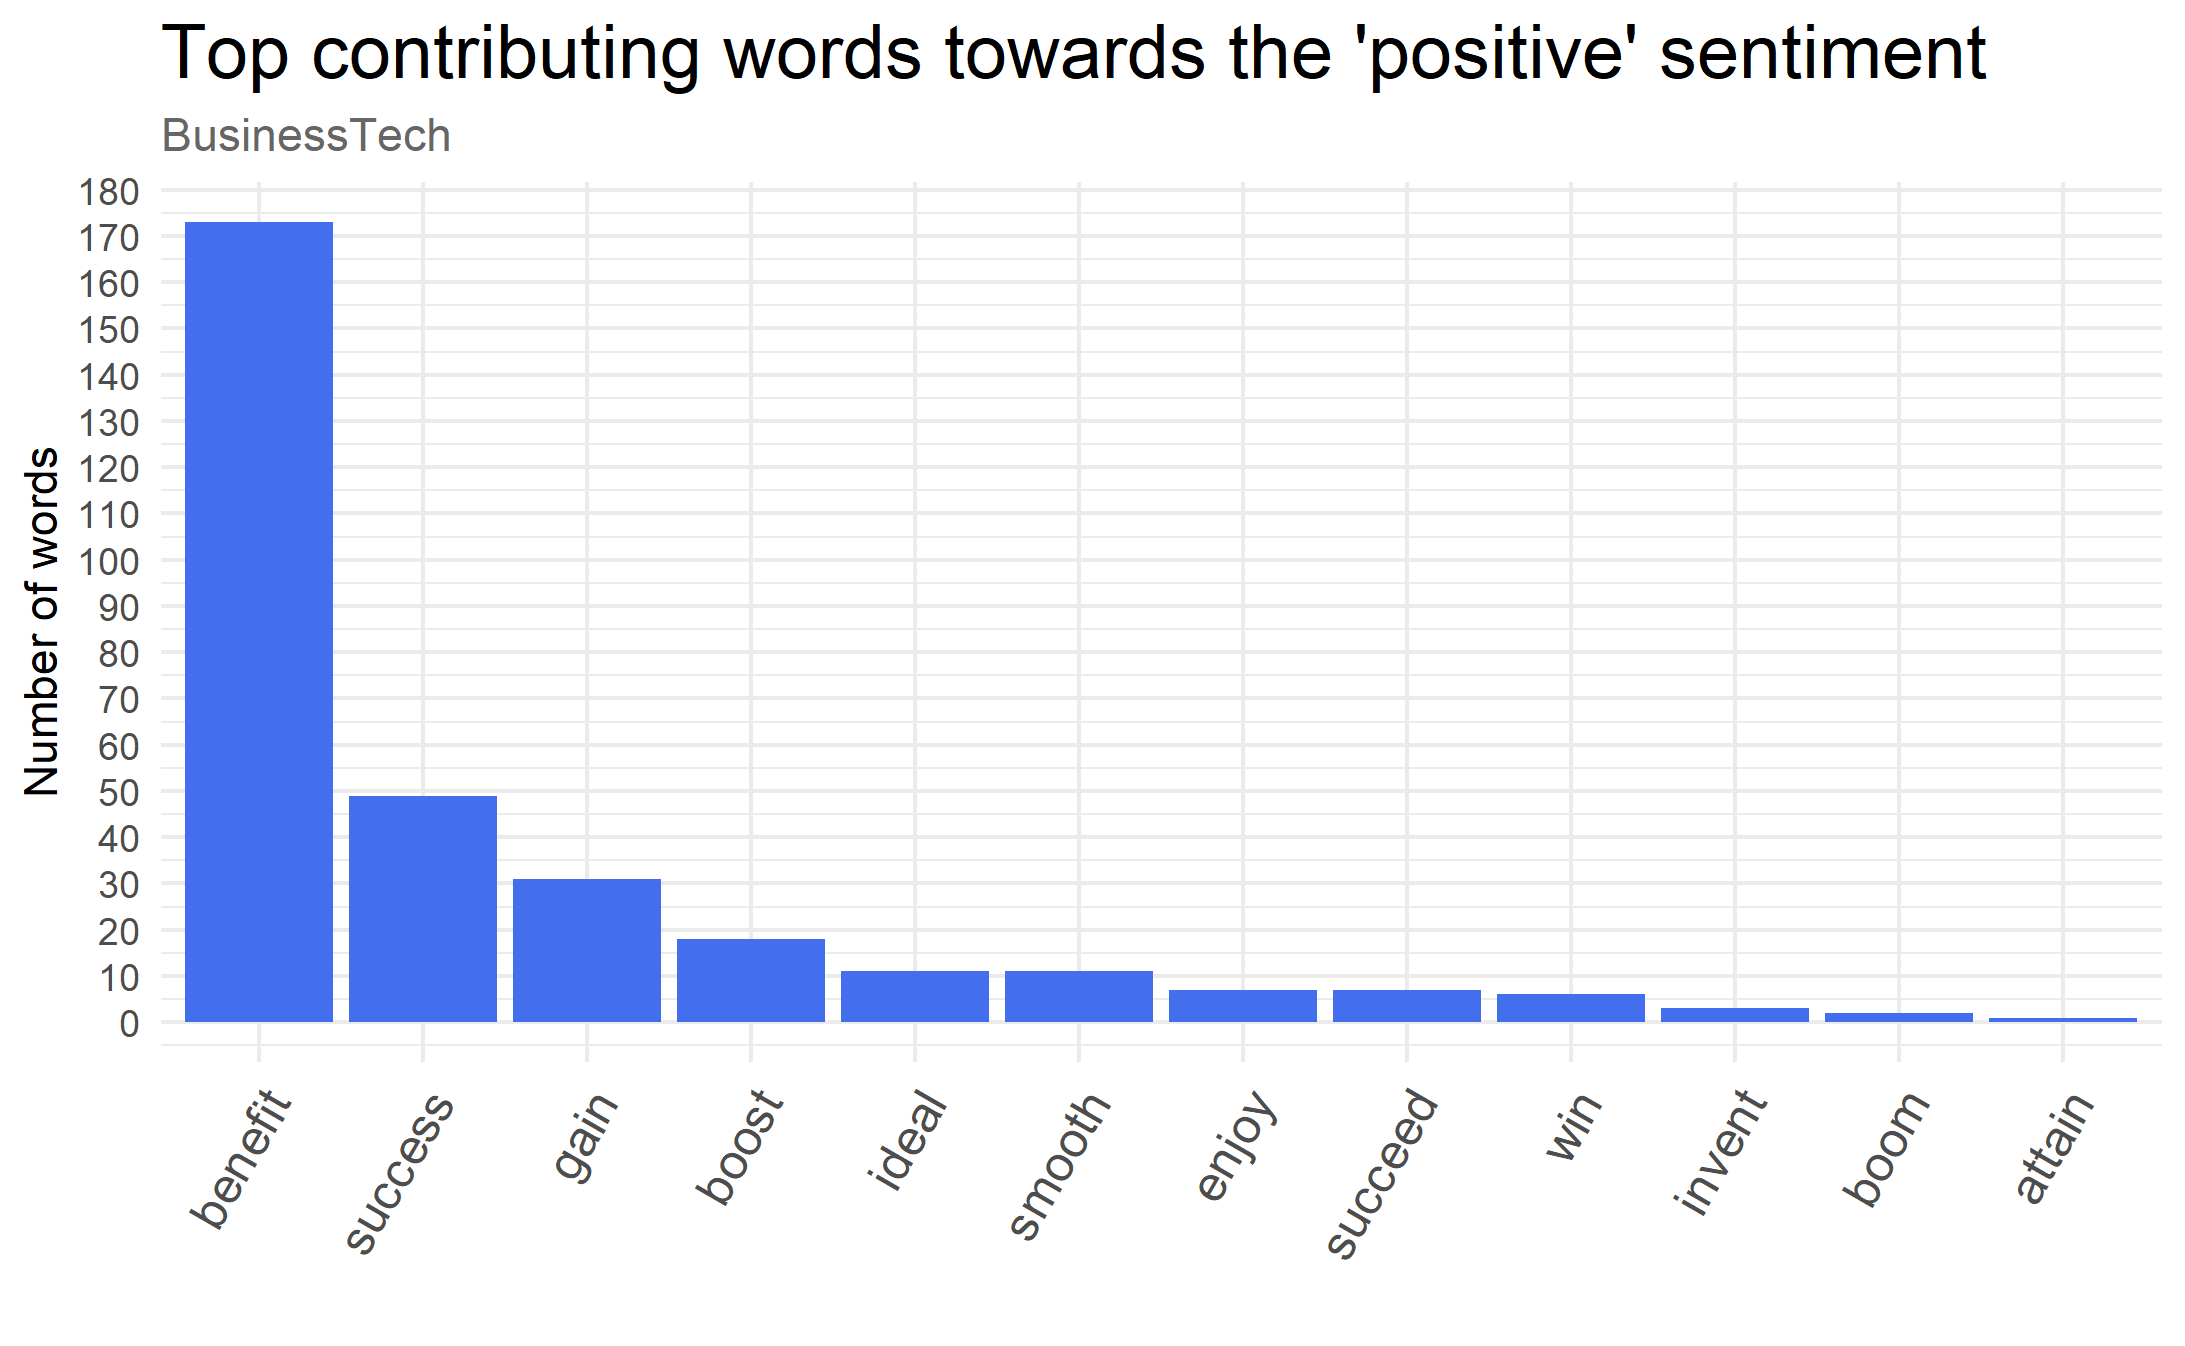 Top contributing words towards the 'positive' sentiment
BusinessTech
Number of words
180
170
160
150
140
130
120
110
100
90
80
70
60
50
40
30
20
10
0
benefit
success
gain
boost
ideal
smooth
enjoy
succeed
win
invent
boom
attain